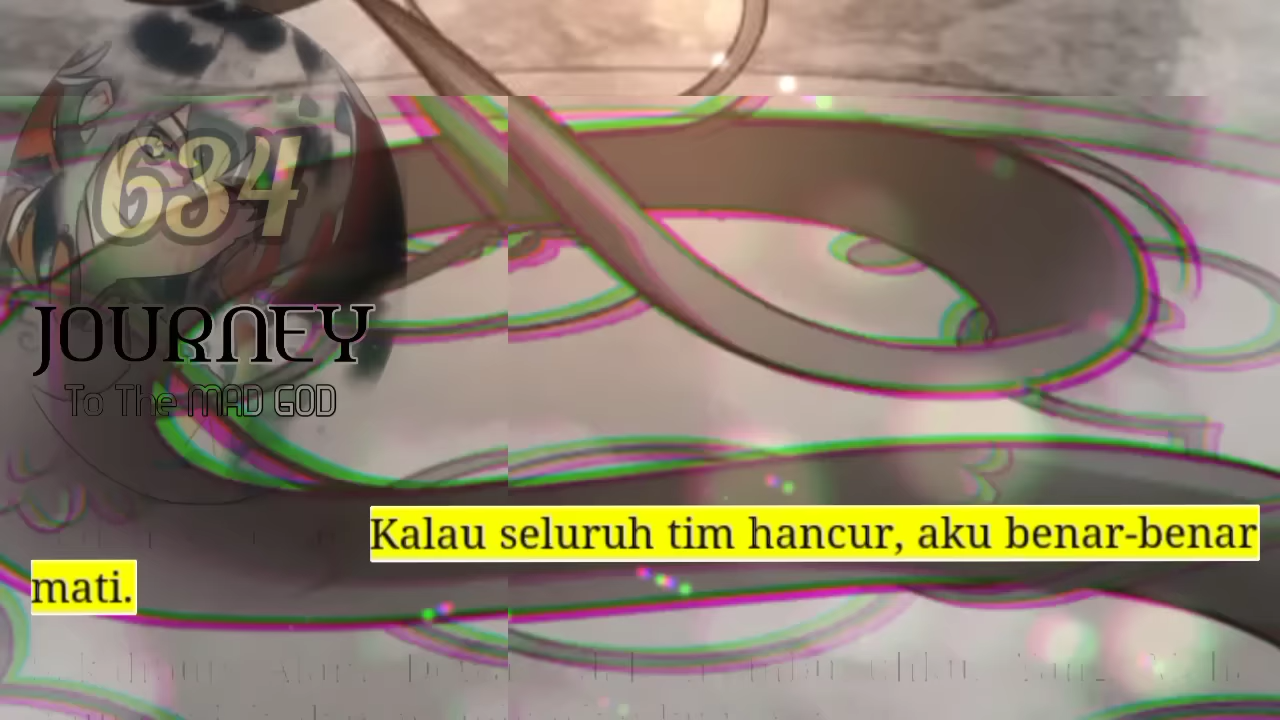 634
JOURNEY
To The MAD GOD
Kalau seluruh tim hancur, aku benar-benar
mati.